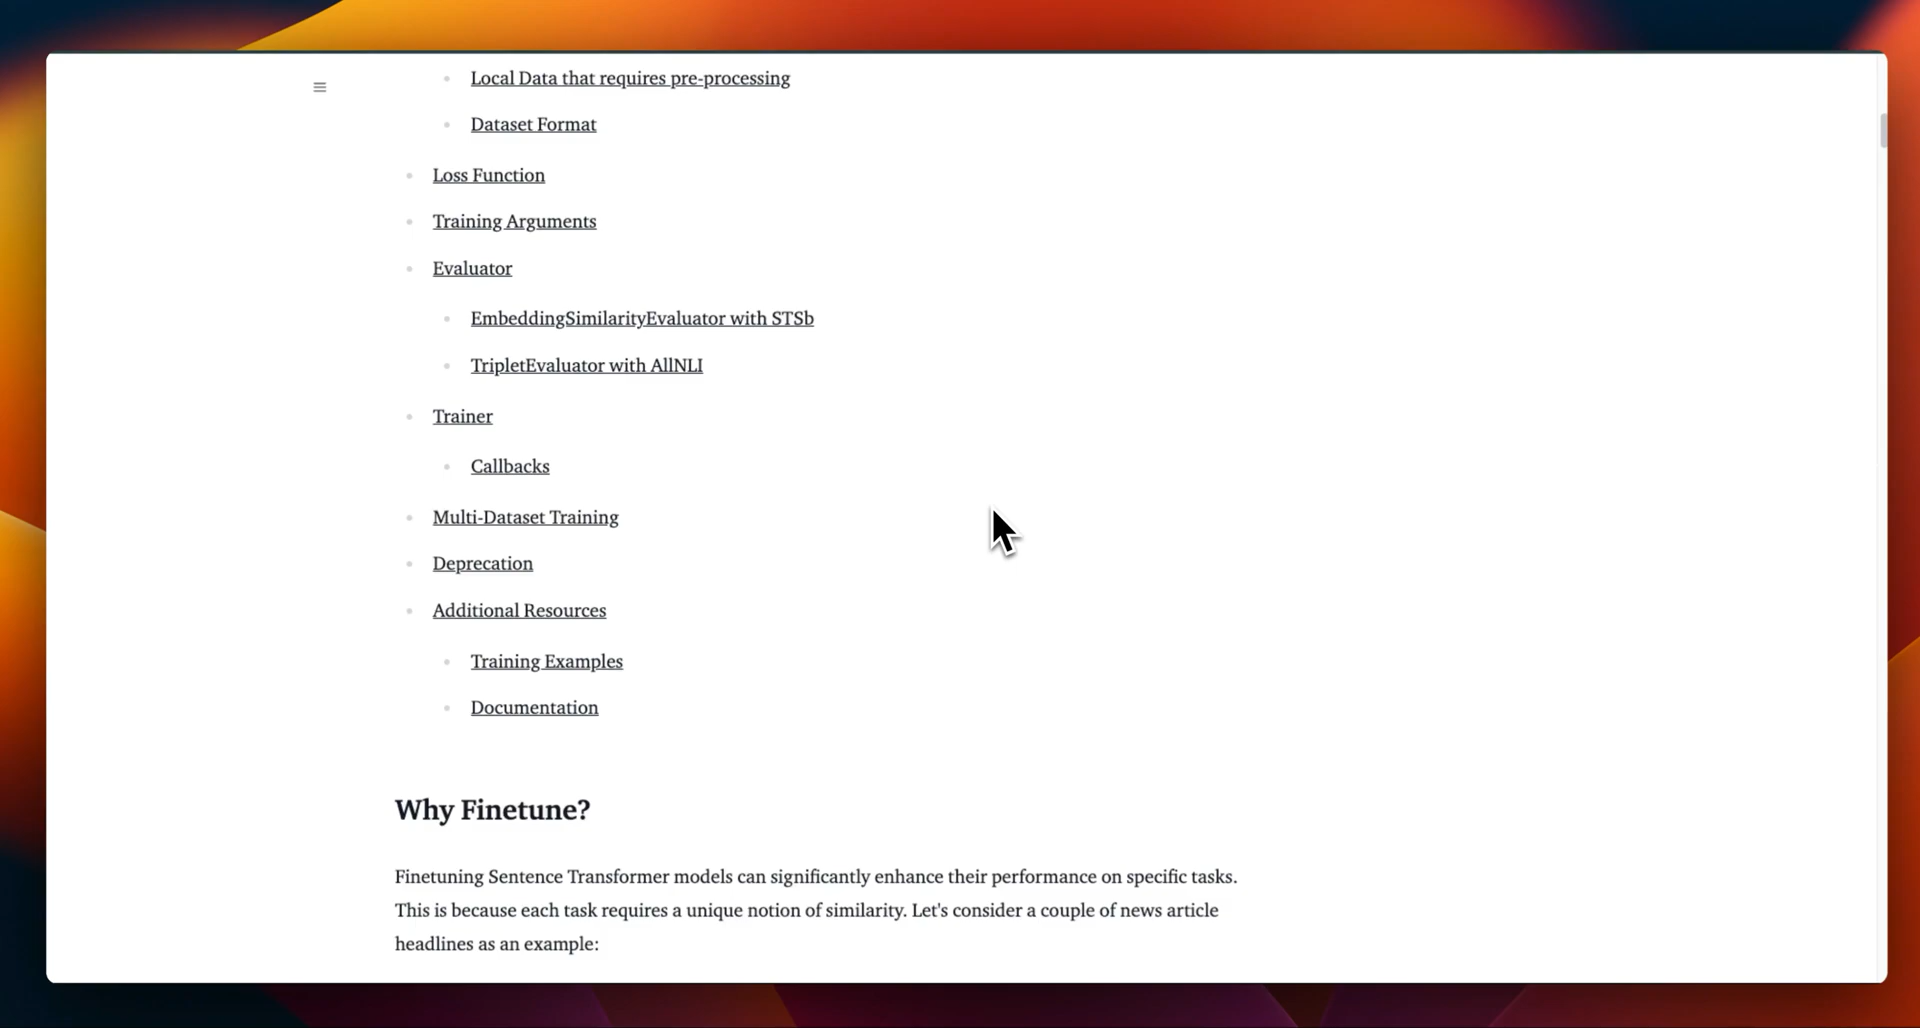 Local Data that requires pre-processing
Dataset Format
Loss Function
Training Arguments
Evaluator
EmbeddingSimilarityEvaluator with STSb
TripletEvaluator with AllNLI
Trainer
Callbacks
Multi-Dataset Training
Deprecation
Additional Resources
Training Examples
Documentation
Why Finetune?
Finetuning Sentence Transformer models can significantly enhance their performance on specific tasks.
This is because each task requires a unique notion of similarity. Let's consider a couple of news article
headlines as an example: